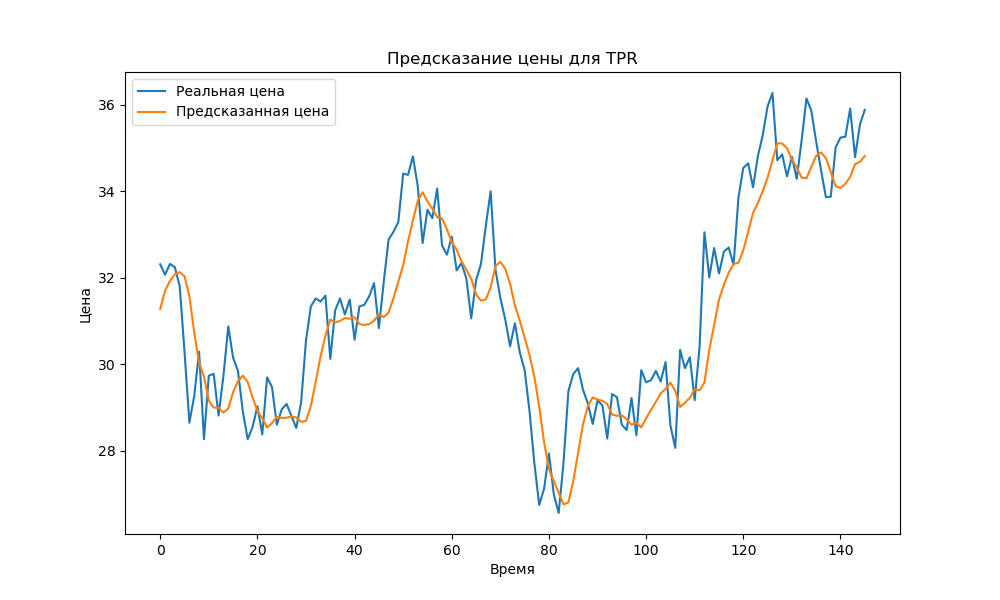 Предсказание цены для TPR
Реальная цена
Предсказанная цена
36
34
32
30
28
Цена
0 20 40 60 80 100 120 140
Время